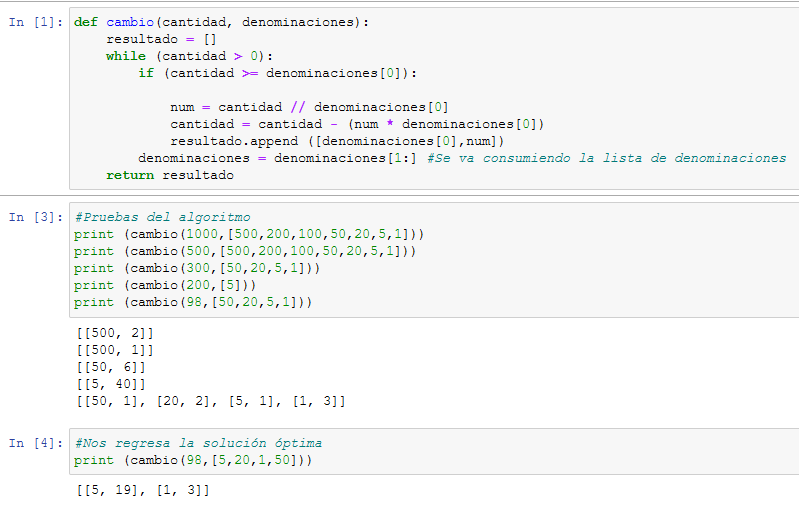 In [1]: def cambio(cantidad, denominaciones):
    resultado = []
    while (cantidad > 0):
        if (cantidad >= denominaciones[0]):
            num = cantidad // denominaciones[0]
            cantidad = cantidad - (num * denominaciones[0])
            resultado.append ([denominaciones[0],num])
        denominaciones = denominaciones[1:] #Se va consumiendo la lista de denominaciones
    return resultado
In [3]: #Pruebas del algoritmo
print (cambio(1000,[500,200,100,50,20,5,1]))
print (cambio(500,[500,200,100,50,20,5,1]))
print (cambio(300,[50,20,5,1]))
print (cambio(200,[5]))
print (cambio(98,[50,20,5,1]))
[[500, 2]]
[[500, 1]]
[[50, 6]]
[[5, 40]]
[[50, 1], [20, 2], [5, 1], [1, 3]]
In [4]: #Nos regresa la solución óptima
print (cambio(98,[5,20,1,50]))
[[5, 19], [1, 3]]